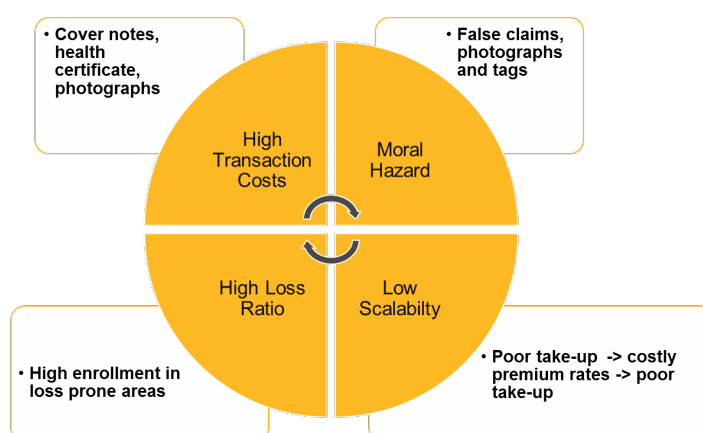 • Cover notes,
health
certificate,
photographs
• False claims,
photographs
and tags
High
Transaction
Costs
Moral
Hazard
High Loss
Ratio
Low
Scalabilty
• High enrollment in
loss prone areas
• Poor take-up -> costly
premium rates -> poor
take-up